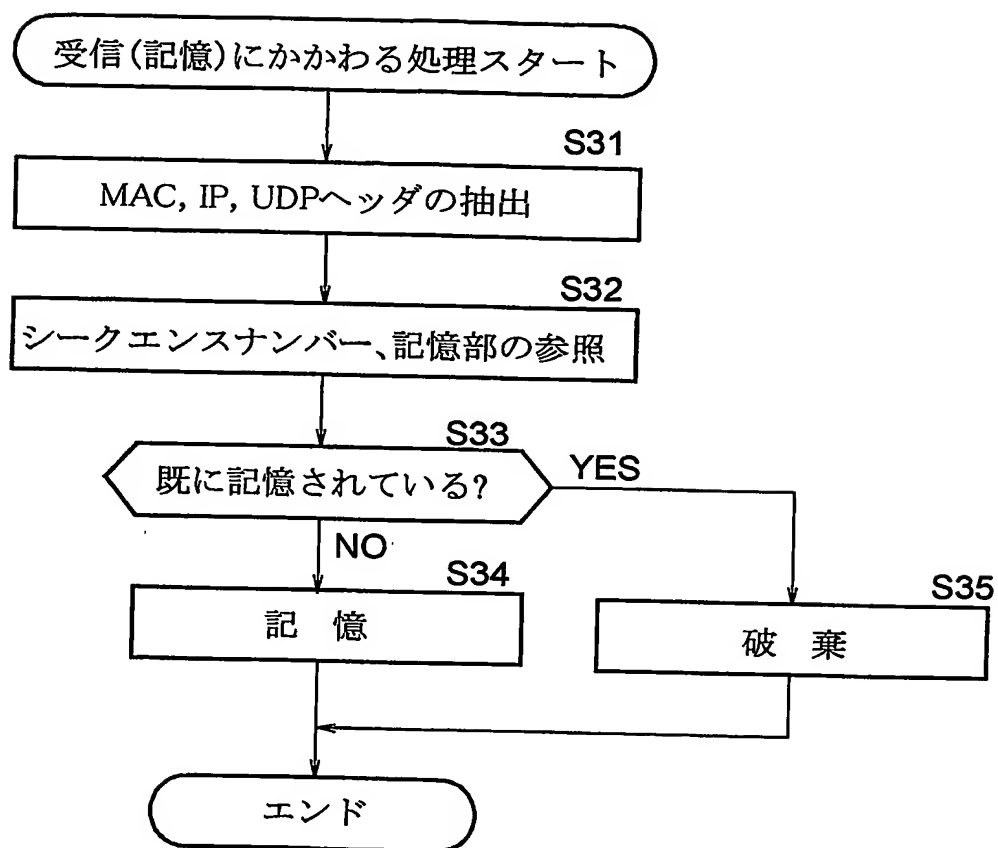 受信(記憶)にかかわる処理スタート
S31
MAC, IP, UDPヘッダの抽出
S32
シークエンスナンバー、記憶部の参照
S33
既に記憶されている?
YES
NO
S34
記 憶
S35
破 棄
エンド